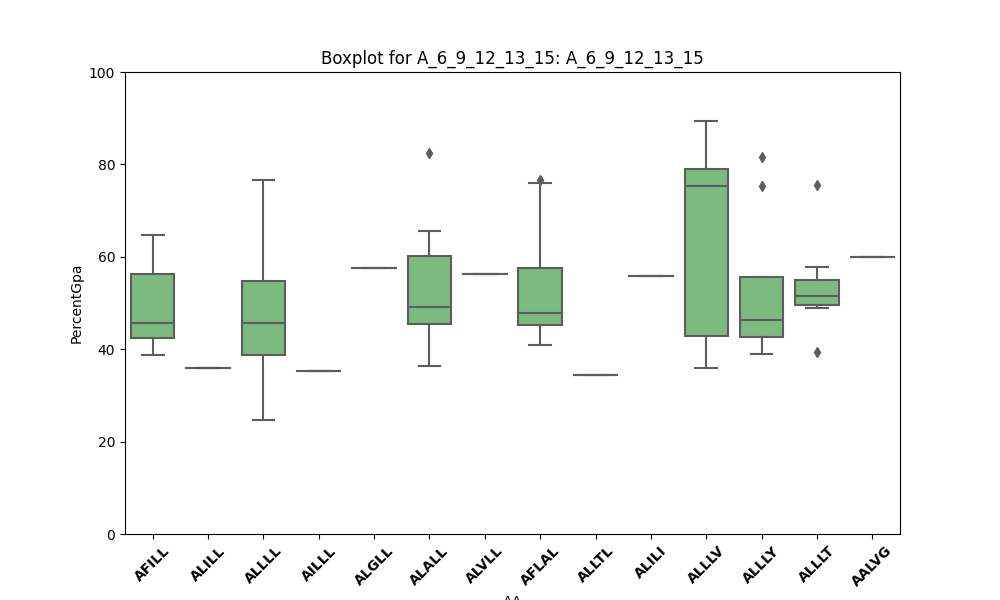 Boxplot for A_6_9_12_13_15: A_6_9_12_13_15
100
80
60
40
20
0
PercentGpa
AFILL ALILL ALLLL AILLL ALGLL ALALL ALVLL AFLAL ALLTL ALILI ALLLV ALLLY ALLLT AALVG